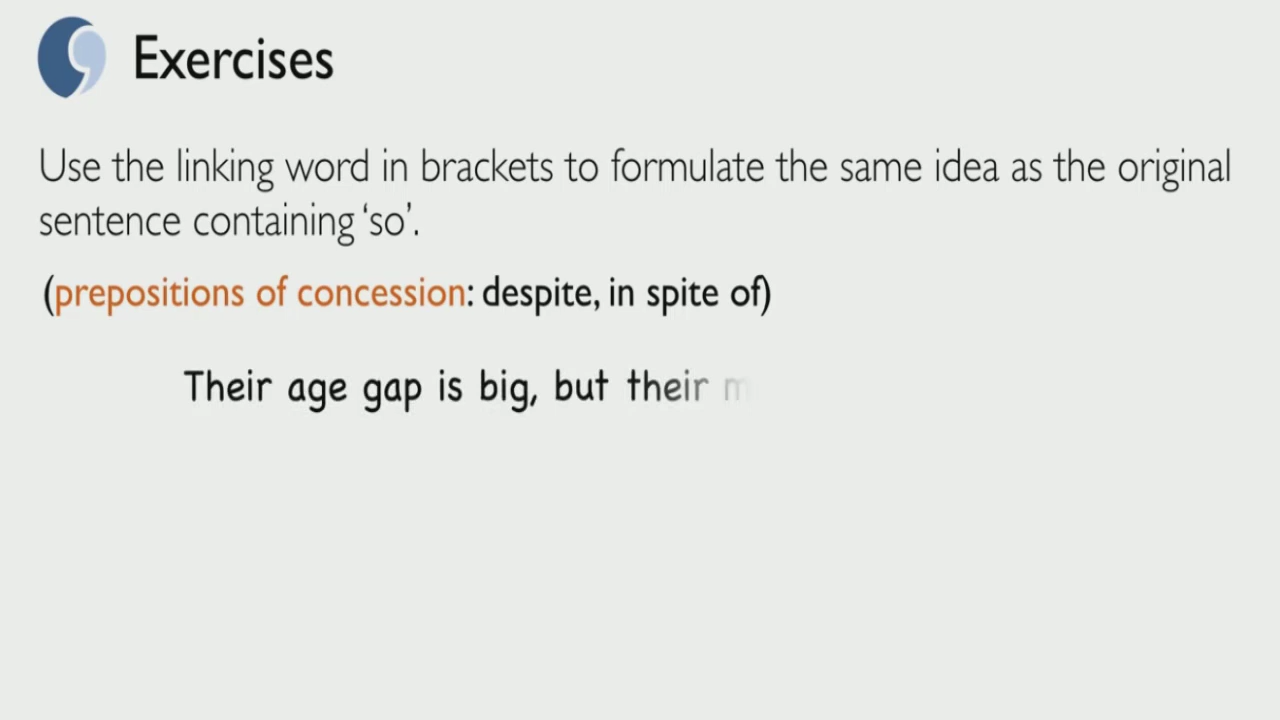 Exercises
Use the linking word in brackets to formulate the same idea as the original
sentence containing ‘so’.
(prepositions of concession: despite, in spite of)
Their age gap is big, but their